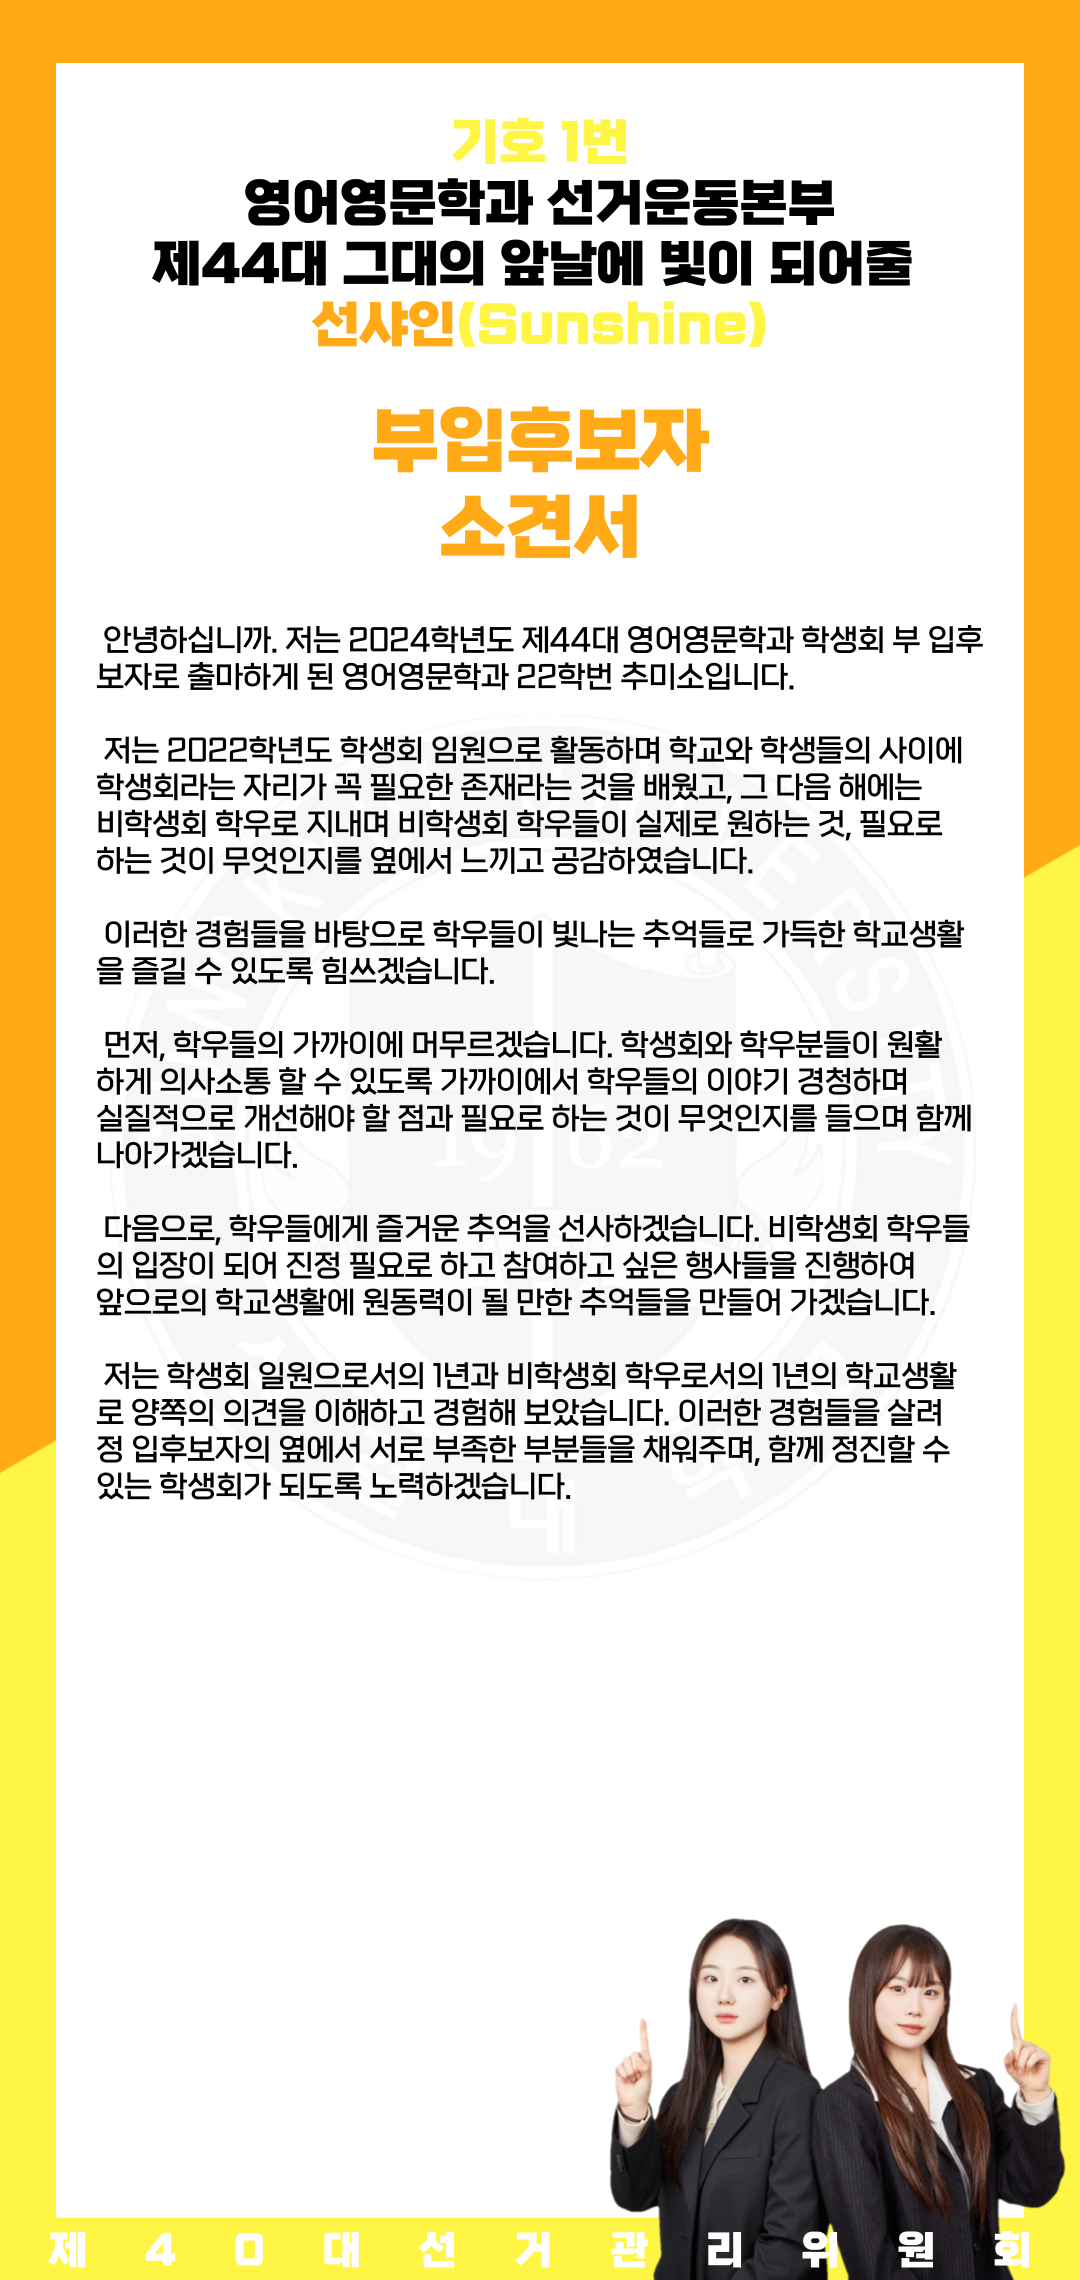 기호 1번
영어영문학과 선거운동본부
제44대 그대의 앞날에 빛이 되어줄
선샤인(Sunshine)
부입후보자
소견서
안녕하십니까. 저는 2024학년도 제44대 영어영문학과 학생회 부 입후
보자로 출마하게 된 영어영문학과 22학번 추미소입니다.
저는 2022학년도 학생회 임원으로 활동하며 학교와 학생들의 사이에
학생회라는 자리가 꼭 필요한 존재라는 것을 배웠고, 그 다음 해에는
비학생회 학우로 지내며 비학생회 학우들이 실제로 원하는 것, 필요로
하는 것이 무엇인지를 옆에서 느끼고 공감하였습니다.
이러한 경험들을 바탕으로 학우들이 빛나는 추억들로 가득한 학교생활
을 즐길 수 있도록 힘쓰겠습니다.
먼저, 학우들의 가까이에 머무르겠습니다. 학생회와 학우분들이 원활
하게 의사소통 할 수 있도록 가까이에서 학우들의 이야기 경청하며
실질적으로 개선해야 할 점과 필요로 하는 것이 무엇인지를 들으며 함께
나아가겠습니다.
다음으로, 학우들에게 즐거운 추억을 선사하겠습니다. 비학생회 학우들
의 입장이 되어 진정 필요로 하고 참여하고 싶은 행사들을 진행하여
앞으로의 학교생활에 원동력이 될 만한 추억들을 만들어 가겠습니다.
저는 학생회 일원으로서의 1년과 비학생회 학우로서의 1년의 학교생활
로 양쪽의 의견을 이해하고 경험해 보았습니다. 이러한 경험들을 살려
정 입후보자의 옆에서 서로 부족한 부분들을 채워주며, 함께 정진할 수
있는 학생회가 되도록 노력하겠습니다.
1962
제40대선거관리위원회